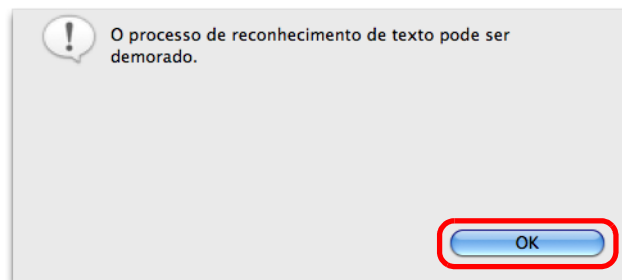 O processo de reconhecimento de texto pode ser
demorado.
OK